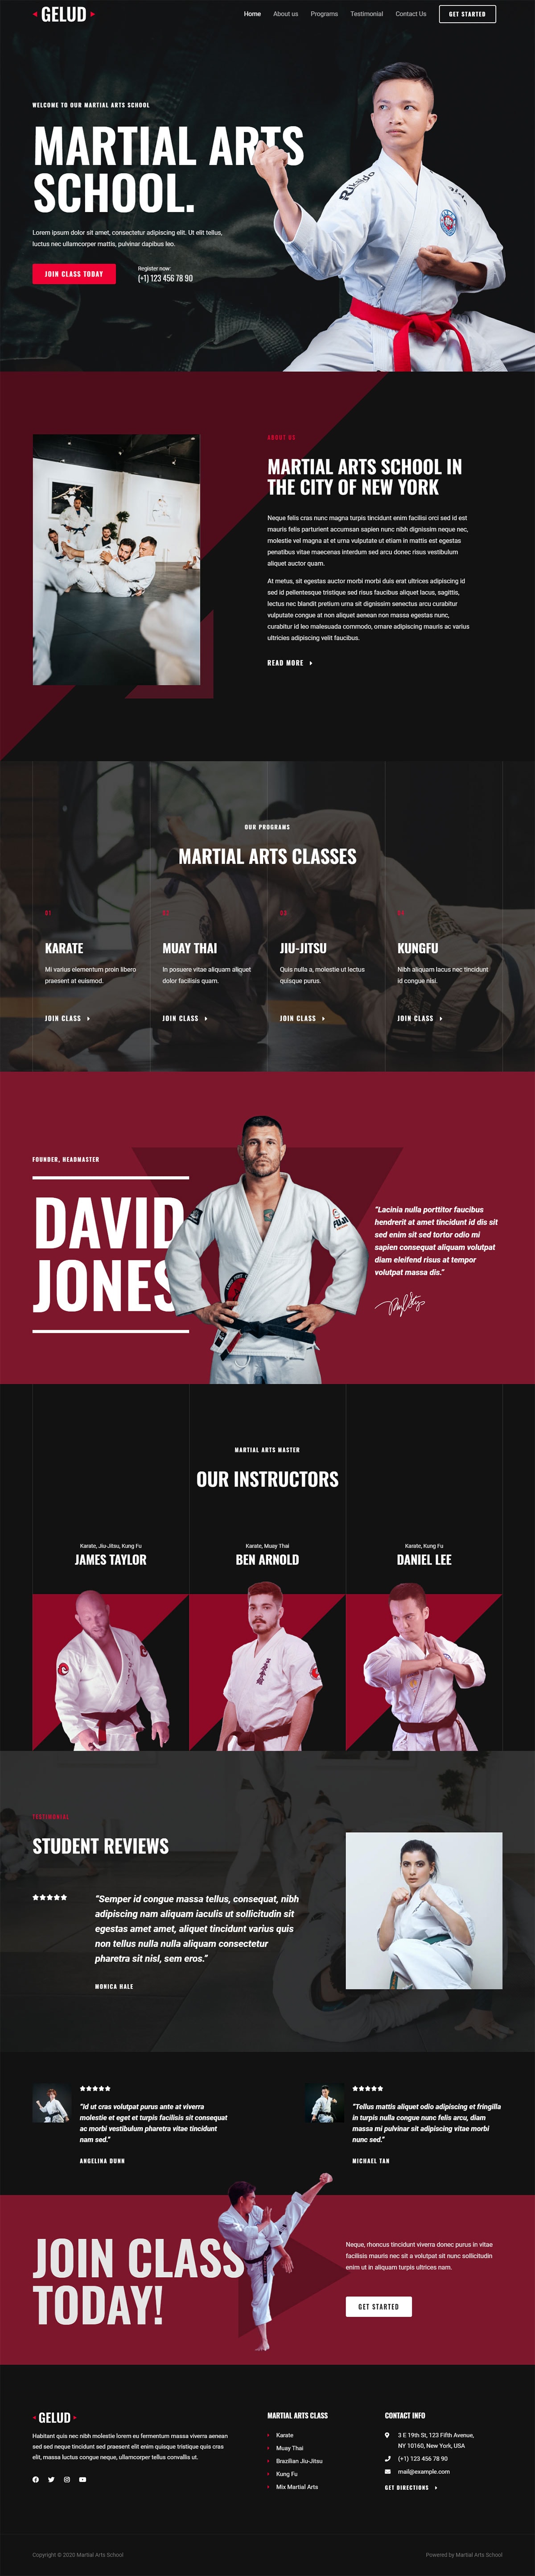 GELUD
Home About us Programs Testimonial Contact Us GET STARTED
WELCOME TO OUR MARTIAL ARTS SCHOOL
MARTIAL ARTS
SCHOOL.
Lorem ipsum dolor sit amet, consectetur adipiscing elit. Ut elit tellus,
luctus nec ullamcorper mattis, pulvinar dapibus leo.
JOIN CLASS TODAY
Register now:
(+1) 123 456 78 90
ABOUT US
MARTIAL ARTS SCHOOL IN
THE CITY OF NEW YORK
Neque felis cras nunc magna turpis tincidunt enim facilisi orci sed id est
mauris felis parturient accumsan sapien nunc nibh dignissim neque nec,
molestie vel magna at et urna vulputate ut etiam in mattis est egestas
penatibus vitae maecenas interdum sed arcu donec risus vestibulum
aliquet auctor quam.
At metus, sit egestas auctor morbi morbi duis erat ultrices adipiscing id
sed id pellentesque tristique sed risus faucibus aliquet lacus, sagittis,
lectus nec blandit pretium urna sit dignissim senectus arcu curabitur
vulputate congue at non aliquet aenean non massa egestas nunc,
curabitur id leo malesuada commodo, ornare adipiscing mauris ac varius
ultricies adipiscing velit faucibus.
READ MORE
OUR PROGRAMS
MARTIAL ARTS CLASSES
01
02
03
04
KARATE
MUAY THAI
JIU-JITSU
KUNGFU
Mi varius elementum proin libero
praesent at euismod.
In posuere vitae aliquam aliquet
dolor facilisis quam.
Quis nulla a, molestie ut lectus
quisque purus.
Nibh aliquam lacus nec tincidunt
id congue nisi.
JOIN CLASS
JOIN CLASS
JOIN CLASS
JOIN CLASS
FOUNDER, HEADMASTER
DAVID
JONES
FUJI
“Lacinia nulla porttitor faucibus
hendrerit at amet tincidunt id dis sit
sed enim sit sed tortor odio mi
sapien consequat aliquam volutpat
diam eleifend risus at tempor
volutpat massa dis.”
MARTIAL ARTS MASTER
OUR INSTRUCTORS
Karate, Jiu-Jitsu, Kung Fu
JAMES TAYLOR
Karate, Muay Thai
BEN ARNOLD
Karate, Kung Fu
DANIEL LEE
TESTIMONIAL
STUDENT REVIEWS
“Semper id congue massa tellus, consequat, nibh
adipiscing nam aliquam iaculis ut sollicitudin sit
egestas amet amet, aliquet tincidunt varius quis
non tellus nulla nulla aliquam consectetur
pharetra sit nisl, sem eros.”
MONICA HALE
“Id ut cras volutpat purus ante at viverra
molestie et eget et turpis facilisis sit consequat
ac morbi vestibulum pharetra vitae tincidunt
nam sed.”
ANGELINA DUNN
“Tellus mattis aliquet odio adipiscing et fringilla
in turpis nulla congue nunc felis arcu, diam
massa mi pulvinar sit adipiscing vitae morbi
nunc sed.”
MICHAEL TAN
JOIN CLASS
TODAY!
Neque, rhoncus tincidunt viverra donec purus in vitae
facilisis mauris nec sit a volutpat sit nunc sollicitudin
enim ut in aliquam turpis ultrices nam.
GET STARTED
GELUD
Habitant quis nec nibh molestie lorem eu fermentum massa viverra aenean
sed sed neque tincidunt sed praesent elit enim quisque tristique quis cras
elit, massa luctus congue neque, ullamcorper tellus convallis ut.
MARTIAL ARTS CLASS
Karate
Muay Thai
Brazilian Jiu-Jitsu
Kung Fu
Mix Martial Arts
CONTACT INFO
3 E 19th St, 123 Fifth Avenue,
NY 10160, New York, USA
(+1) 123 456 78 90
mail@example.com
GET DIRECTIONS
Copyright © 2020 Martial Arts School
Powered by Martial Arts School